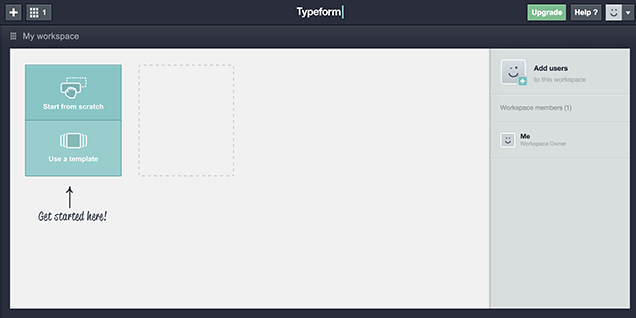 1
Typeform
Upgrade
Help ?
My workspace
Start from scratch
Use a template
Get started here!
Add users
to this workspace
Workspace members (1)
Me
Workspace Owner